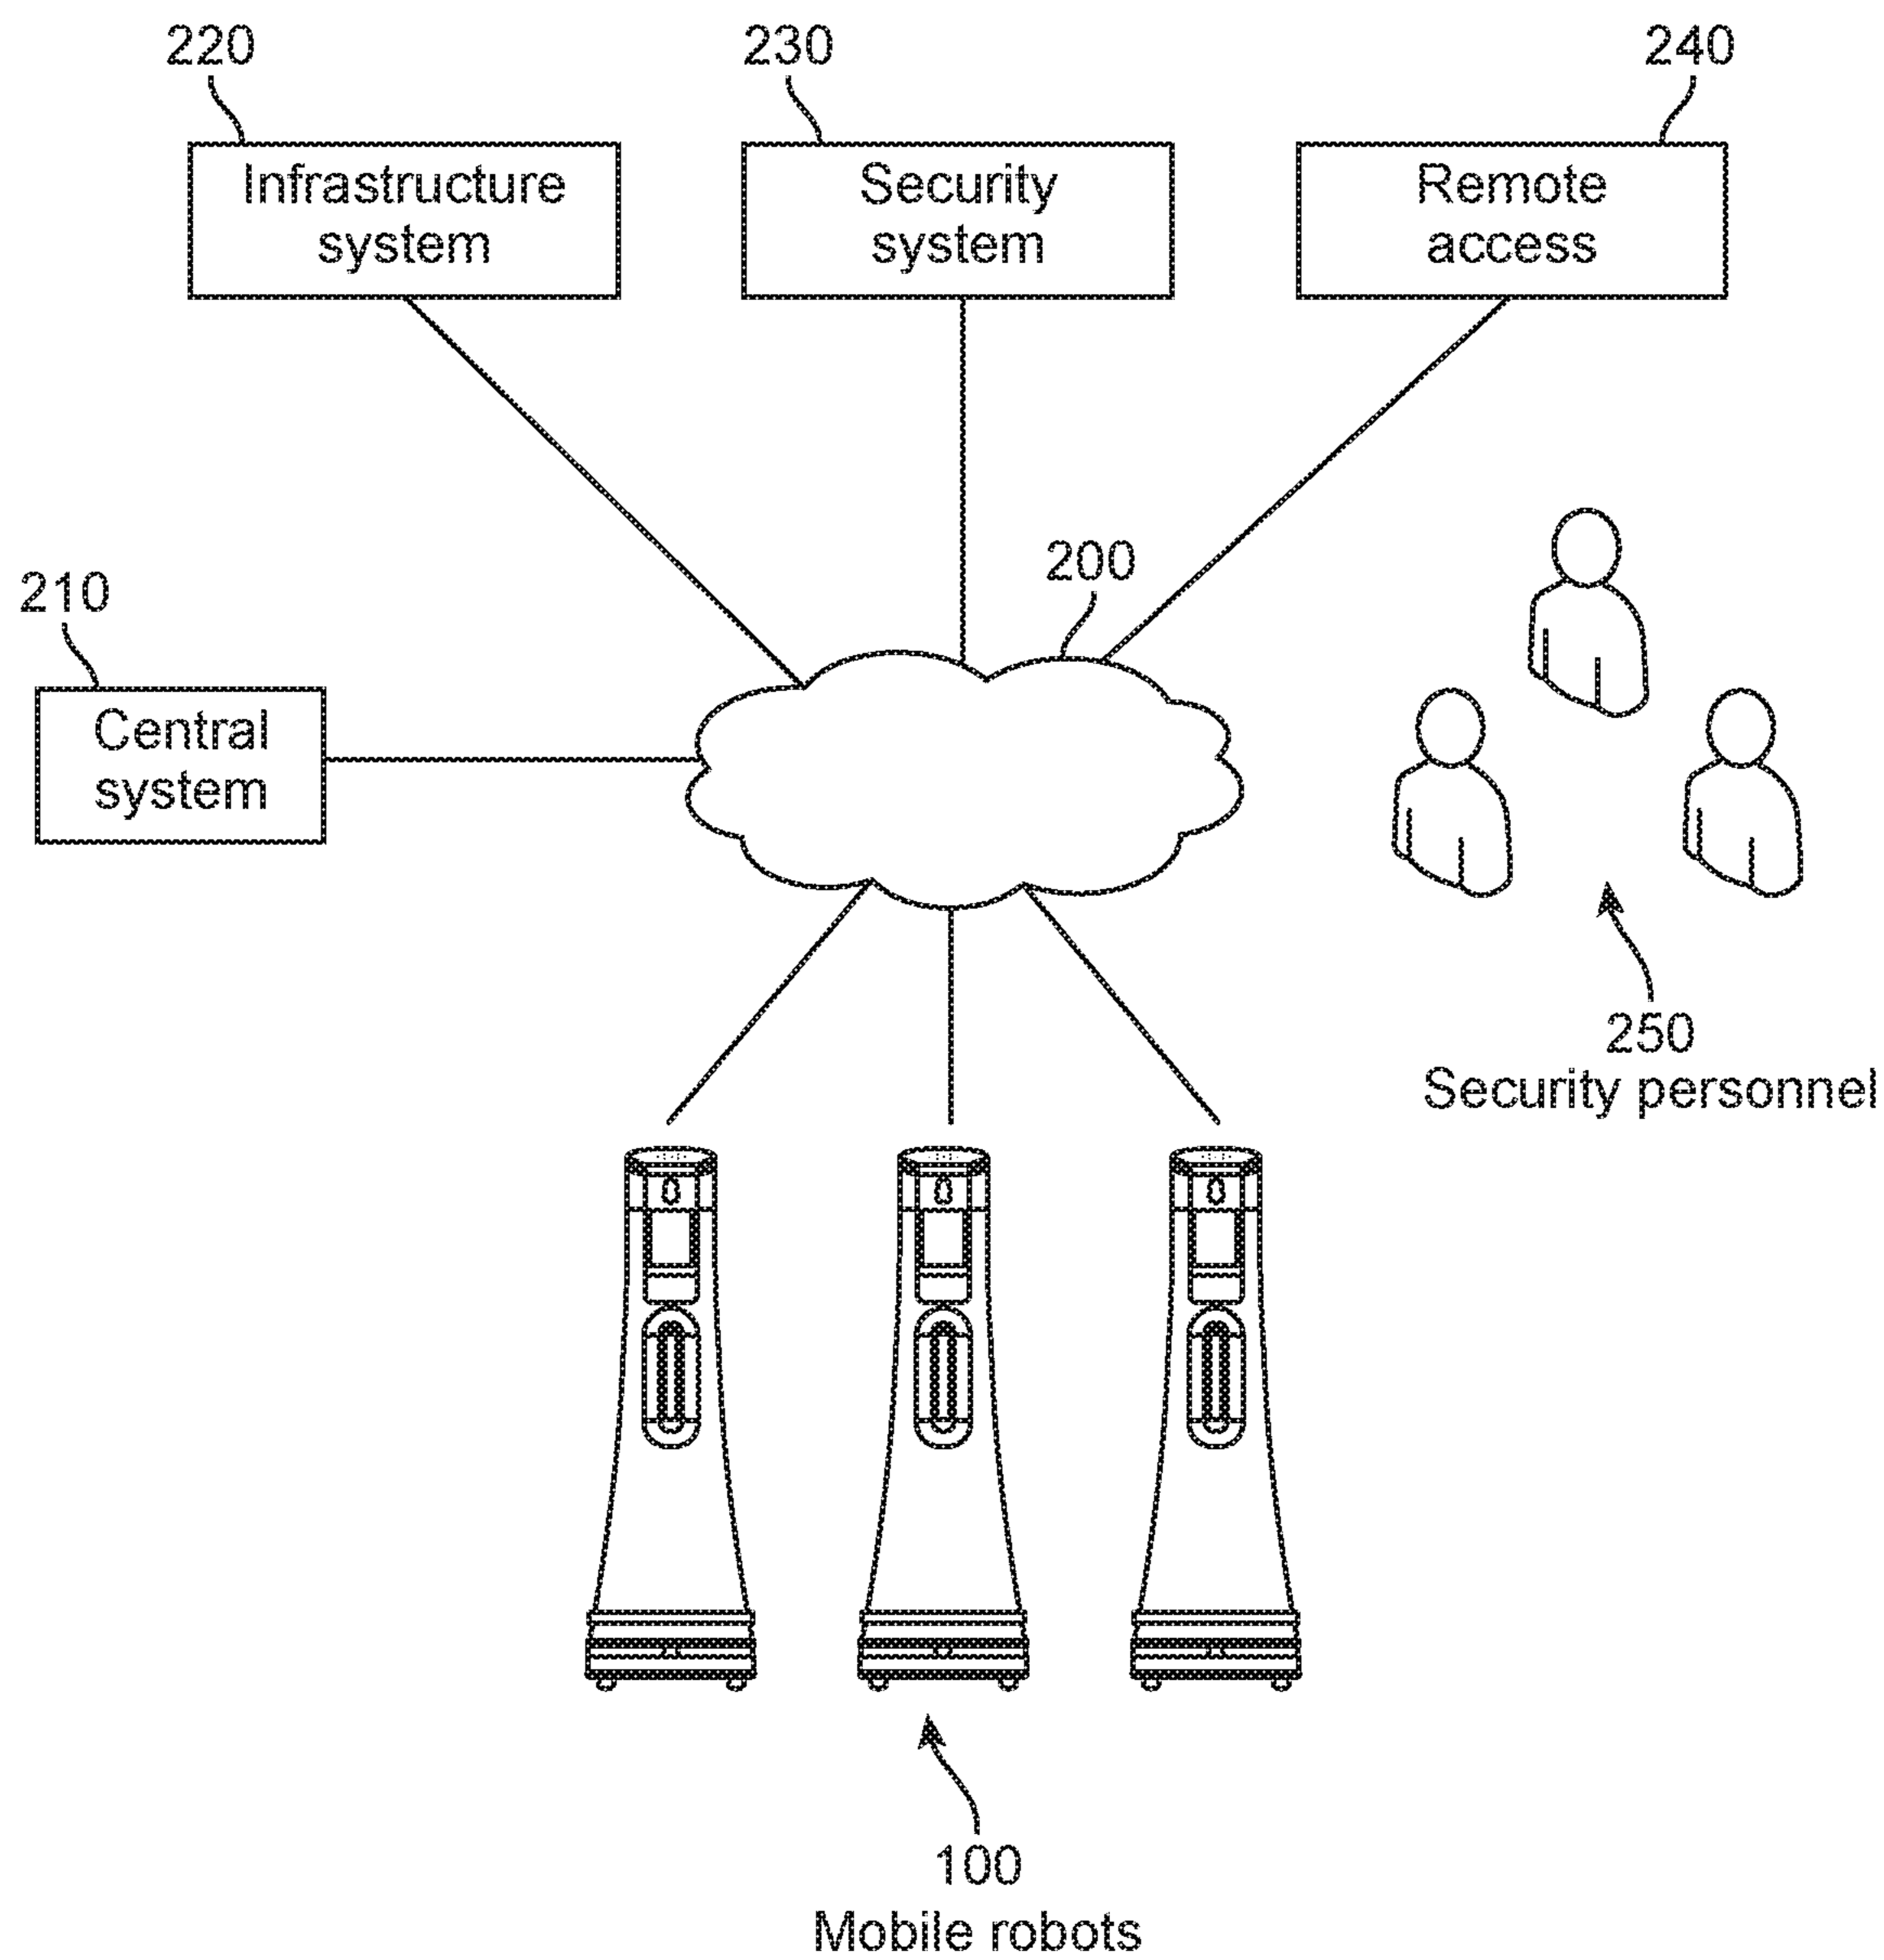 220
230
240
Infrastructure
system
Security
system
Remote
access
200
210
Central
system
250
Security personnel
100
Mobile robots